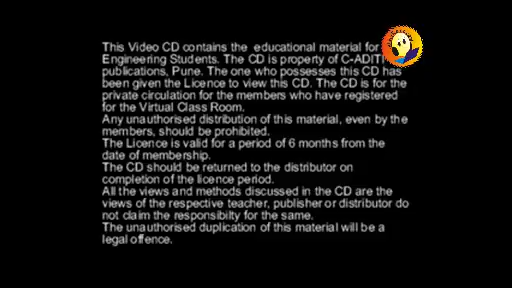 This Video CD contains the educational material for
Engineering Students. The CD is property of C-ADITI
publications, Pune. The one who possesses this CD has
been given the Licence to view this CD. The CD is for the
private circulation for the members who have registered
for the Virtual Class Room.
Any unauthorised distribution of this material, even by the
members, should be prohibited.
The Licence is valid for a period of 6 months from the
date of membership.
The CD should be returned to the distributor on
completion of the licence period.
All the views and methods discussed in the CD are the
views of the respective teacher, publisher or distributor do
not claim the responsibilty for the same.
The unauthorised duplication of this material will be a
legal offence.